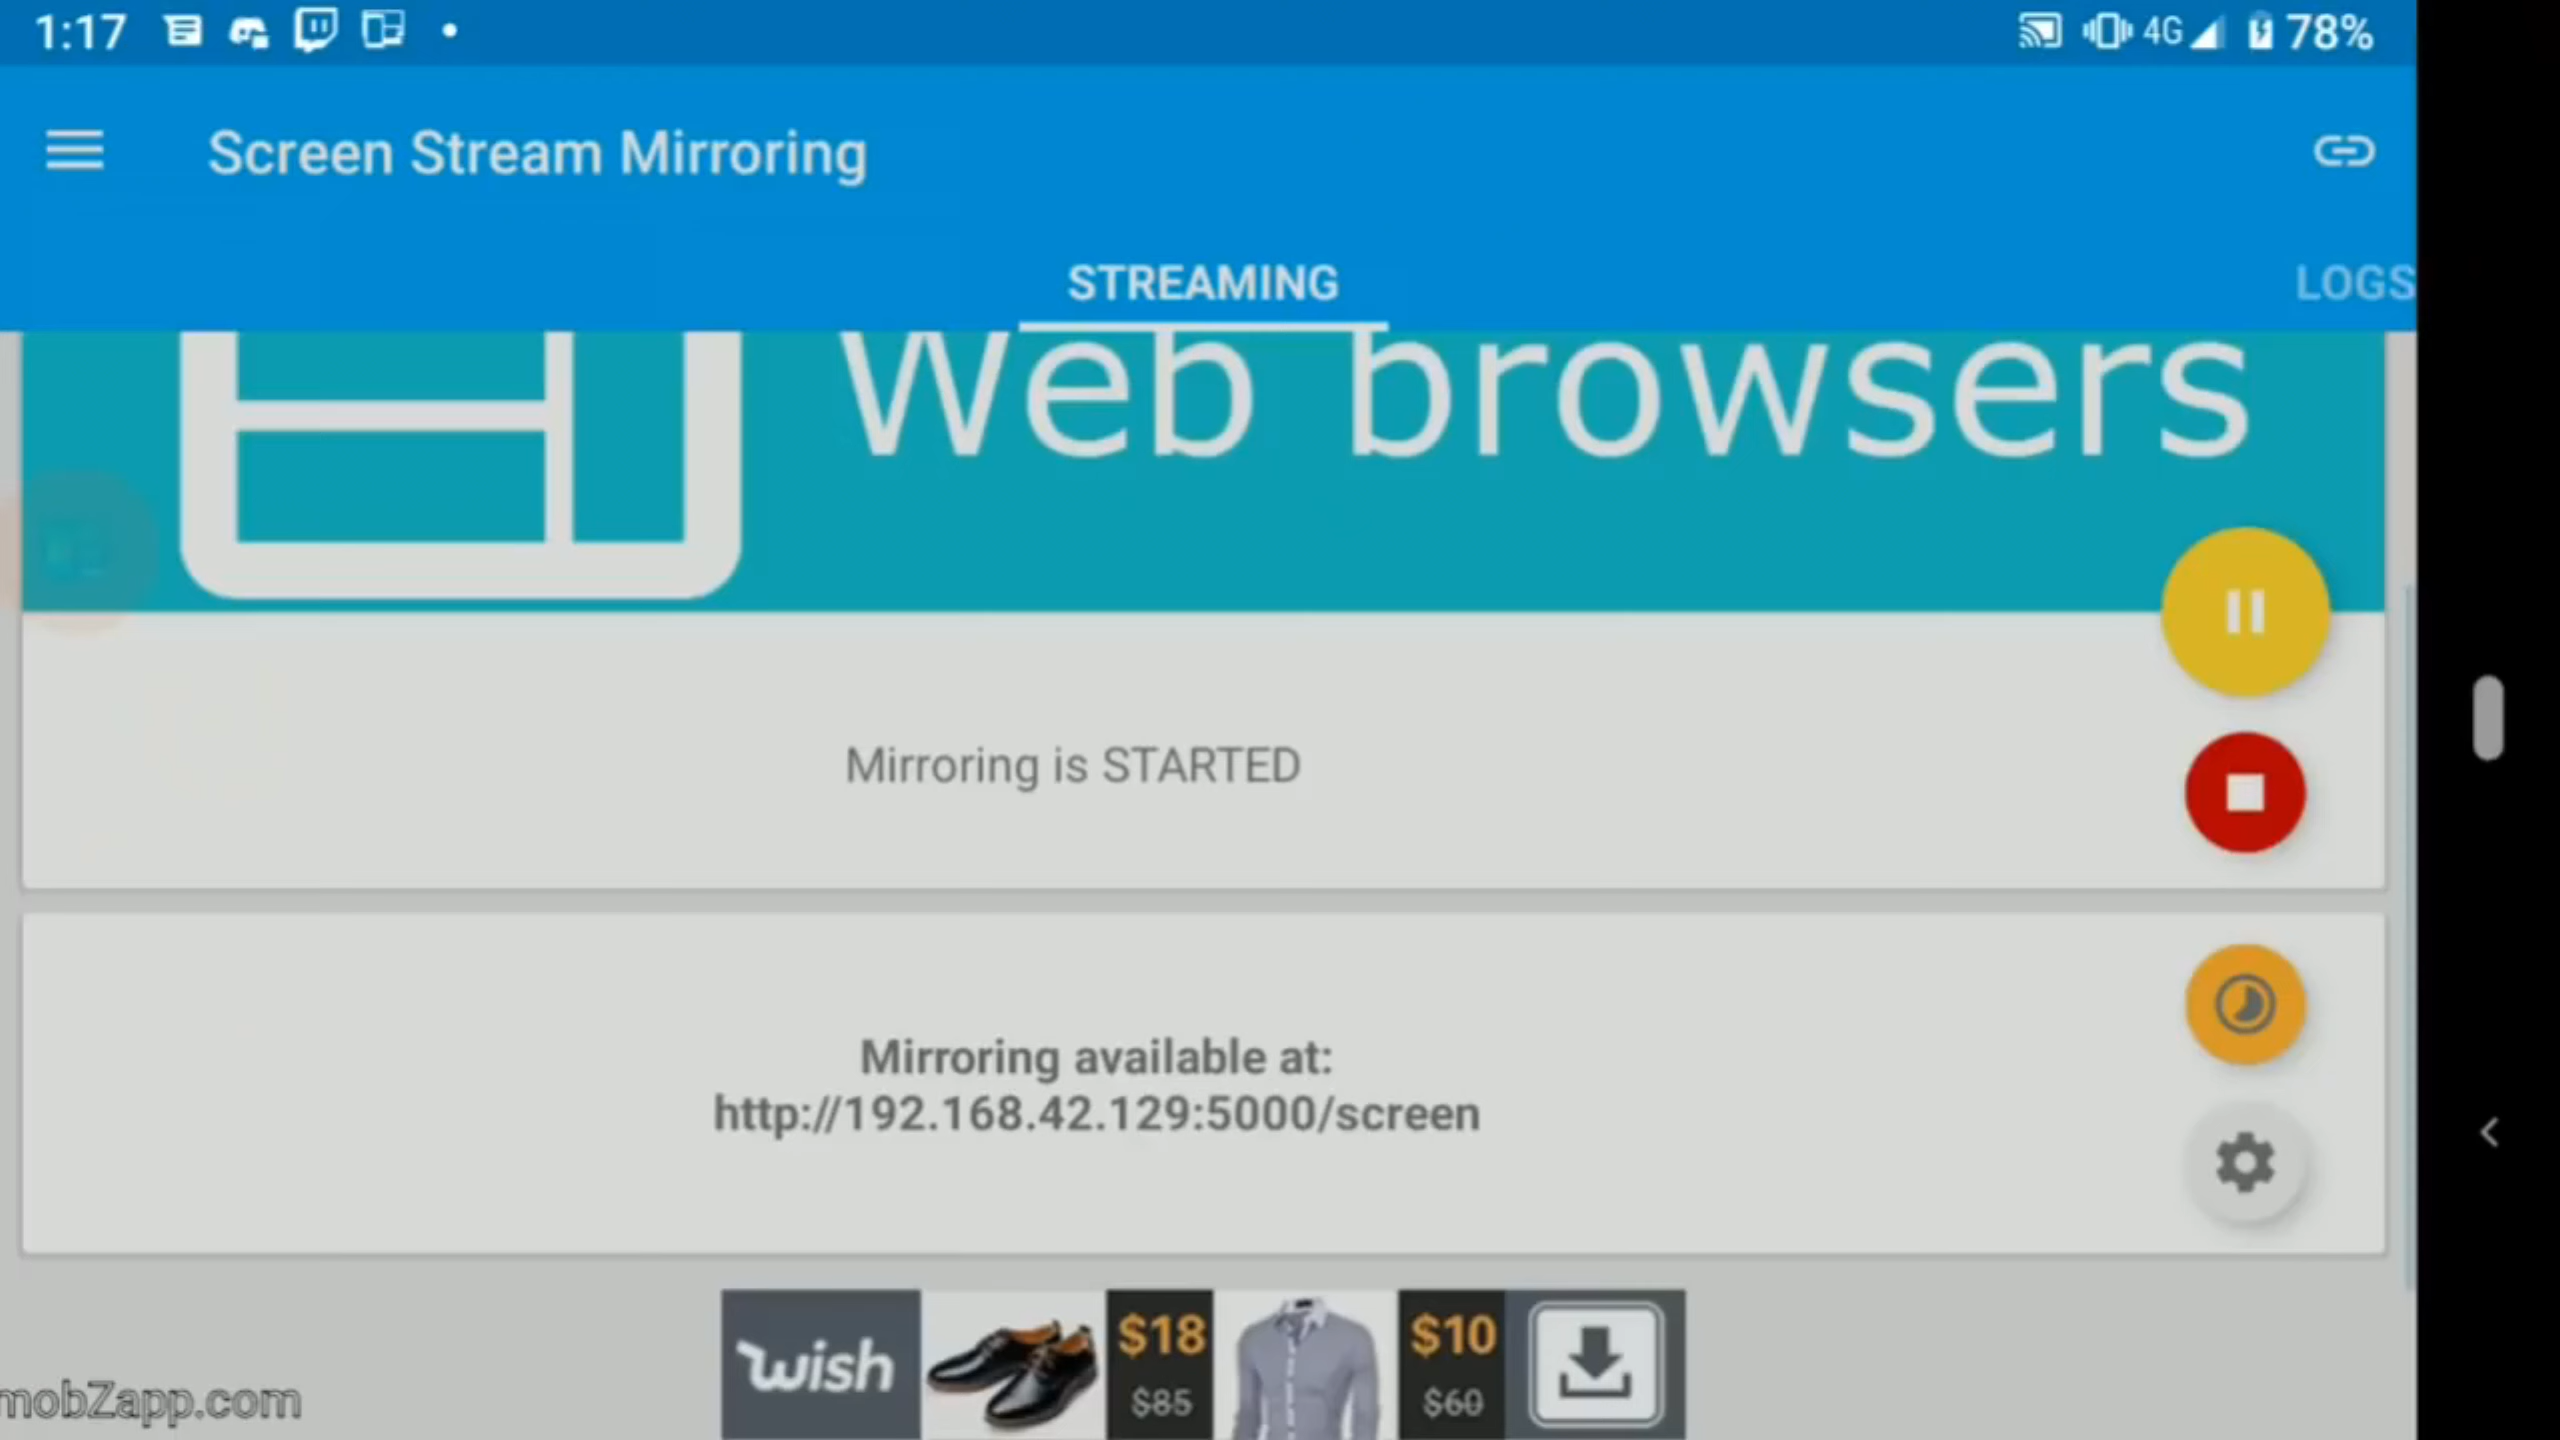 1:17
4G
78%
Screen Stream Mirroring
STREAMING
LOGS
Web browsers
Mirroring is STARTED
Mirroring available at:
http://192.168.42.129:5000/screen
wish
$18
$85
$10
$60
mobZapp.com